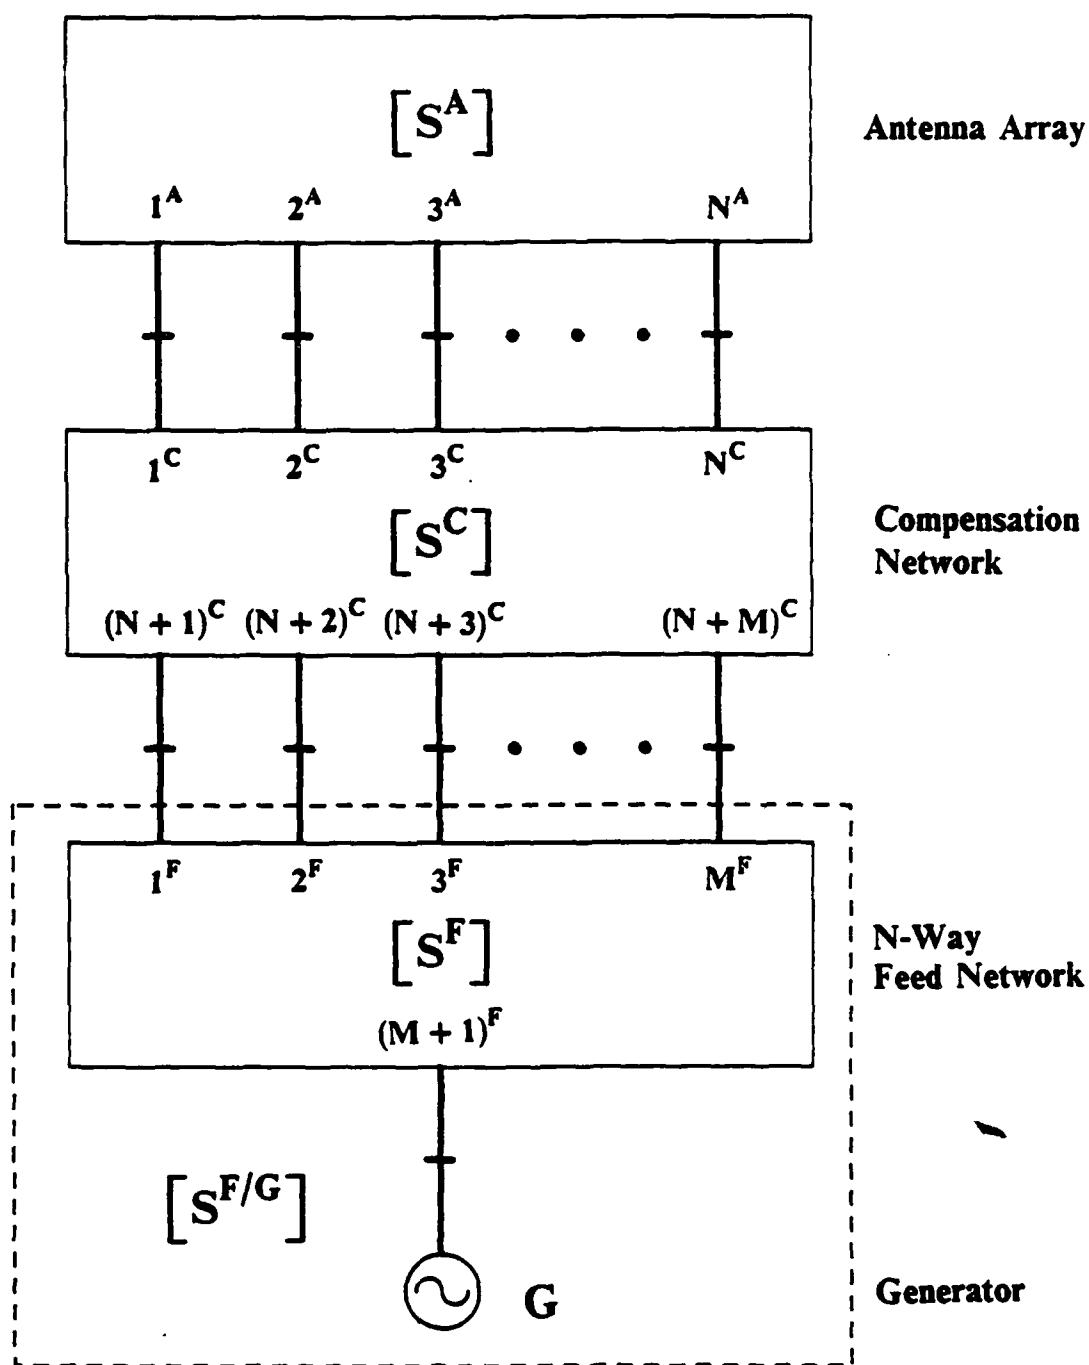 [S^A]
Antenna Array
1^A 2^A 3^A N^A
1^C 2^C 3^C N^C
[S^C]
Compensation
Network
(N + 1)^C (N + 2)^C (N + 3)^C (N + M)^C
1^F 2^F 3^F M^F
[S^F]
N-Way
Feed Network
(M + 1)^F
[S^F/G]
G
Generator